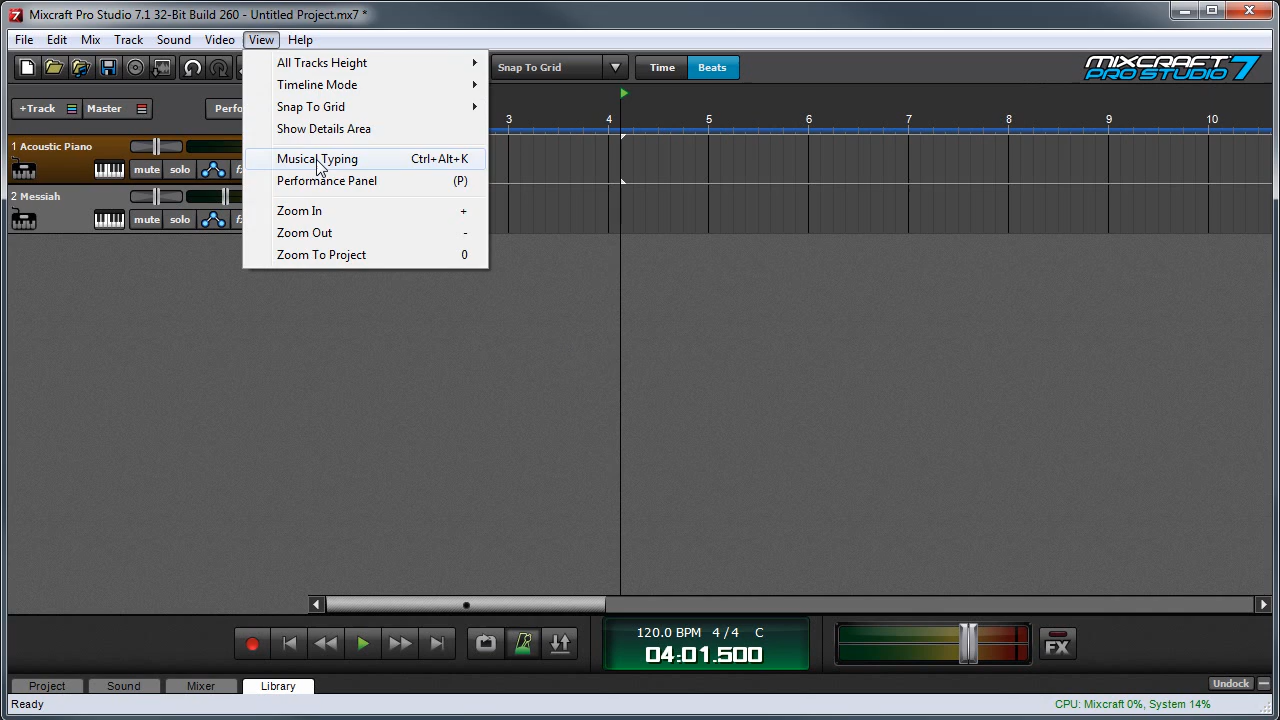 Mixcraft Pro Studio 7.1 32-Bit Build 260 - Untitled Project.mx7 *
File Edit Mix Track Sound Video View Help
All Tracks Height
Timeline Mode
Snap To Grid
Show Details Area
Musical Typing Ctrl+Alt+K
Performance Panel (P)
Zoom In +
Zoom Out -
Zoom To Project 0
Snap To Grid Time Beats
MIXCRAFT PRO STUDIO 7
+Track Master Perfo
3 4 5 6 7 8 9 10
1 Acoustic Piano
mute solo
2 Messiah
mute solo
120.0 BPM 4 / 4 C
04:01.500
FX
Project Sound Mixer Library Undock
Ready CPU: Mixcraft 0%, System 14%